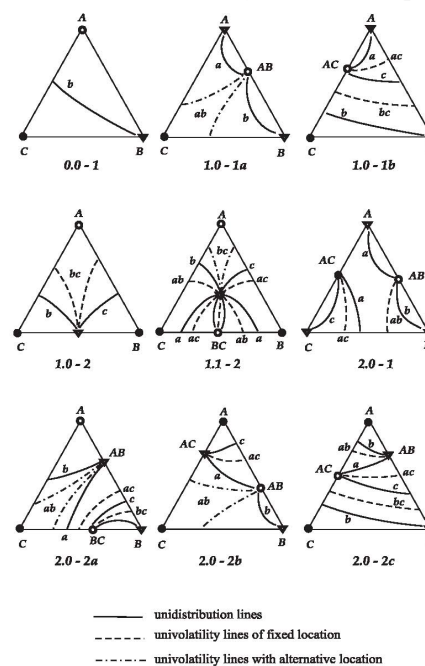 A
b
C
B
0.0 - 1
A
a
AB
ab
b
C
B
1.0 - 1a
A
a
ac
AC
c
bc
b
C
1.0 - 1b
A
bc
b
c
C
B
1.0 - 2
A
bc
b
c
ab
ac
a
ac
ab
a
C
BC
B
1.1 - 2
A
a
AC
AB
c
ac
a
ab
b
C
2.0 - 1
A
AB
b
ab
ac
c
bc
a
C
BC
B
2.0 - 2a
A
c
AC
ac
a
AB
ab
b
C
B
2.0 - 2b
A
b
ab
AB
a
AC
ac
c
bc
b
C
2.0 - 2c
unidistribution lines
univolatility lines of fixed location
univolatility lines with alternative location